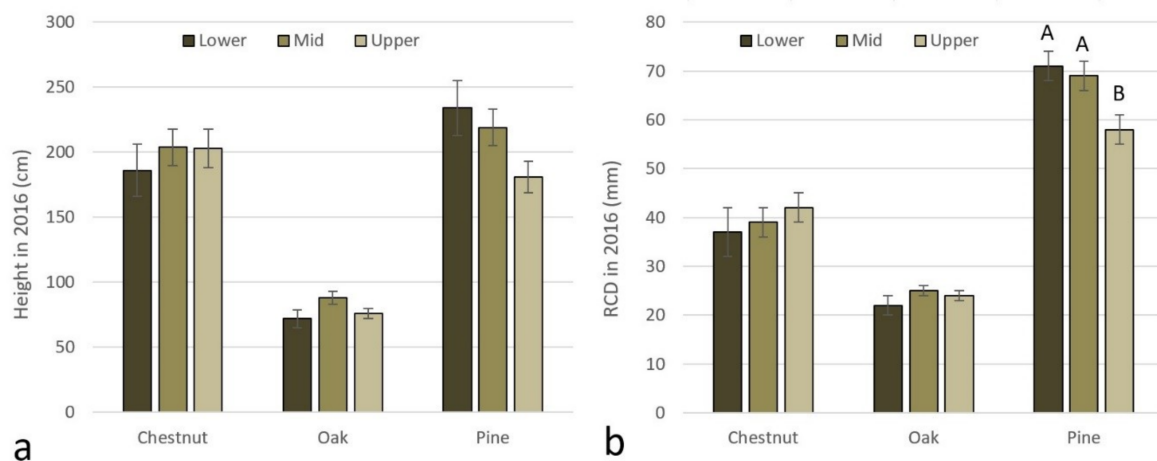 300
250
200
150
100
50
0
Height in 2016 (cm)
Lower Mid Upper
Chestnut Oak Pine
a
80
70
60
50
40
30
20
10
0
RCD in 2016 (mm)
Lower Mid Upper
A A
B
Chestnut Oak Pine
b